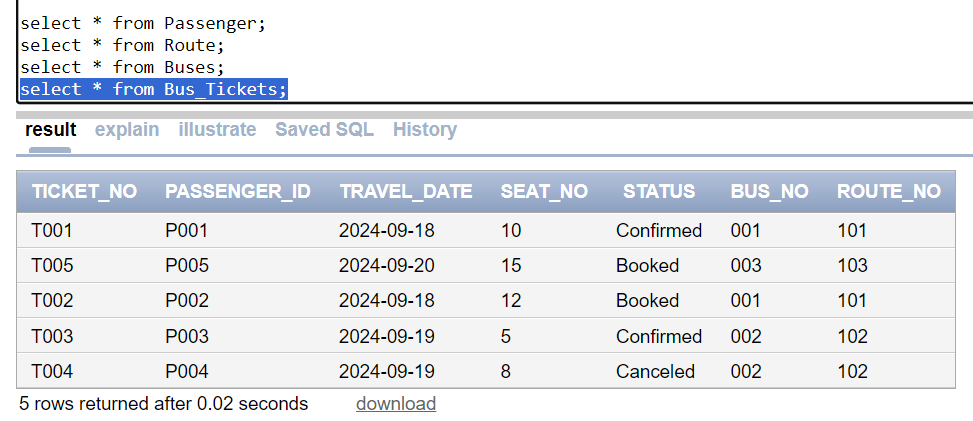 select * from Passenger;
select * from Route;
select * from Buses;
select * from Bus_Tickets;
result explain illustrate Saved SQL History
TICKET_NO PASSENGER_ID TRAVEL_DATE SEAT_NO STATUS BUS_NO ROUTE_NO
T001 P001 2024-09-18 10 Confirmed 001 101
T005 P005 2024-09-20 15 Booked 003 103
T002 P002 2024-09-18 12 Booked 001 101
T003 P003 2024-09-19 5 Confirmed 002 102
T004 P004 2024-09-19 8 Canceled 002 102
5 rows returned after 0.02 seconds download